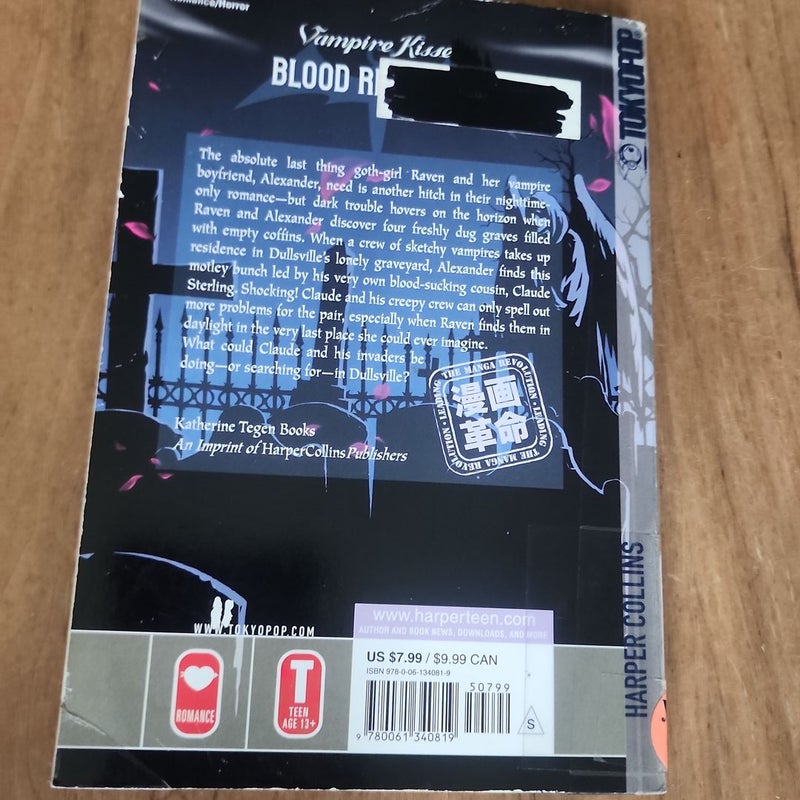 Romance/Horror
Vampire Kisse
BLOOD R
The absolute last thing goth-girl Raven and her vampire
boyfriend, Alexander, need is another hitch in their nighttime-
only romance—but dark trouble hovers on the horizon when
Raven and Alexander discover four freshly dug graves filled
with empty coffins. When a crew of sketchy vampires takes up
residence in Dullsville's lonely graveyard, Alexander finds this
motley bunch led by his very own blood-sucking cousin, Claude
Sterling. Shocking! Claude and his creepy crew can only spell out
more problems for the pair, especially when Raven finds them in
daylight in the very last place she could ever imagine.
What could Claude and his invaders be
doing—or searching for—in Dullsville?
LEADING THE MANGA REVOLUTION · LEADING THE MANGA REVOLUTION ·
漫画
革命
Katherine Tegen Books
An Imprint of HarperCollinsPublishers
WWW.TOKYOPOP.COM
ROMANCE
T
TEEN
AGE 13+
www.harperteen.com
AUTHOR AND BOOK NEWS, DOWNLOADS, AND MORE
US $7.99 / $9.99 CAN
ISBN 978-0-06-134081-9
50799
9 780061 340819
S
TOKYOPOP®
HARPER COLLINS